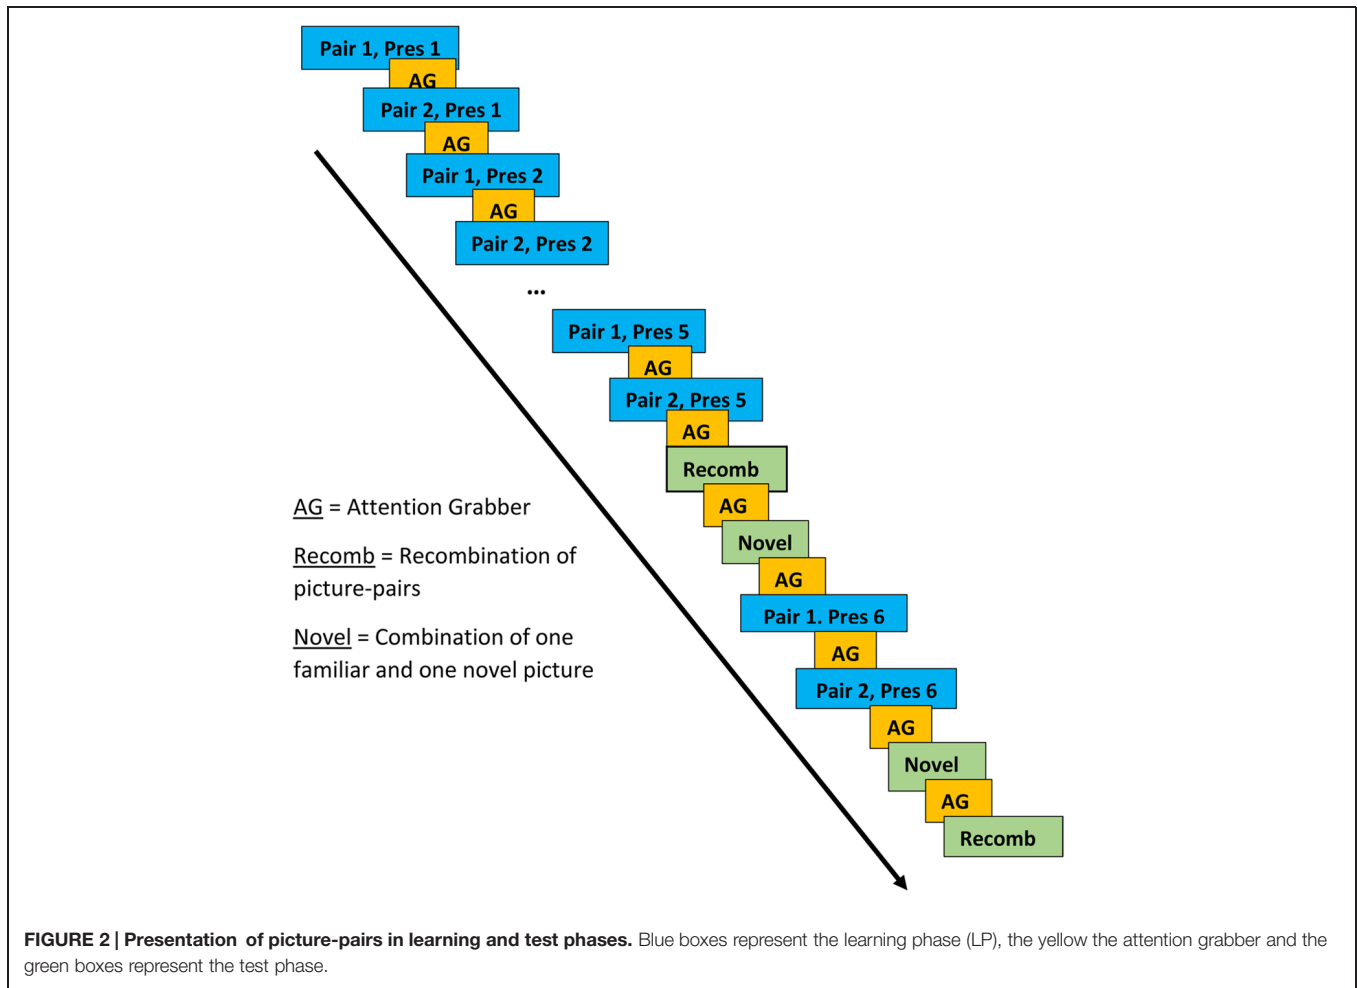 Pair 1, Pres 1
AG
Pair 2, Pres 1
AG
Pair 1, Pres 2
AG
Pair 2, Pres 2
...
Pair 1, Pres 5
AG
Pair 2, Pres 5
AG
Recomb
AG
Novel
AG
Pair 1. Pres 6
AG
Pair 2, Pres 6
AG
Novel
AG
Recomb
AG = Attention Grabber
Recomb = Recombination of
picture-pairs
Novel = Combination of one
familiar and one novel picture
FIGURE 2 | Presentation of picture-pairs in learning and test phases. Blue boxes represent the learning phase (LP), the yellow the attention grabber and the
green boxes represent the test phase.